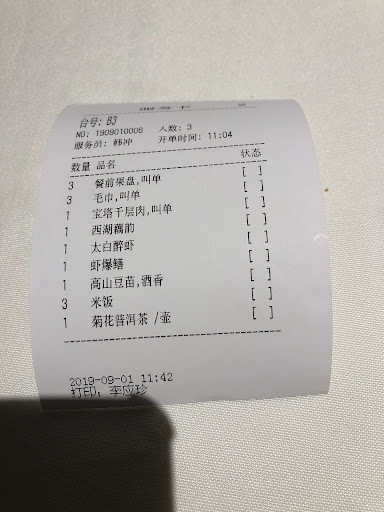 台号: B3
NO: 1909010006 人数: 3
服务员: 韩冲 开单时间: 11:04
数量 品名 状态
3 餐前果盘,叫单 [ ]
3 毛巾,叫单 [ ]
1 宝塔千层肉,叫单 [ ]
1 西湖藕韵 [ ]
1 太白醉虾 [ ]
1 虾爆鳝 [ ]
1 高山豆苗,酒香 [ ]
3 米饭 [ ]
1 菊花普洱茶 /壶 [ ]
2019-09-01 11:42
打印: 李应珍